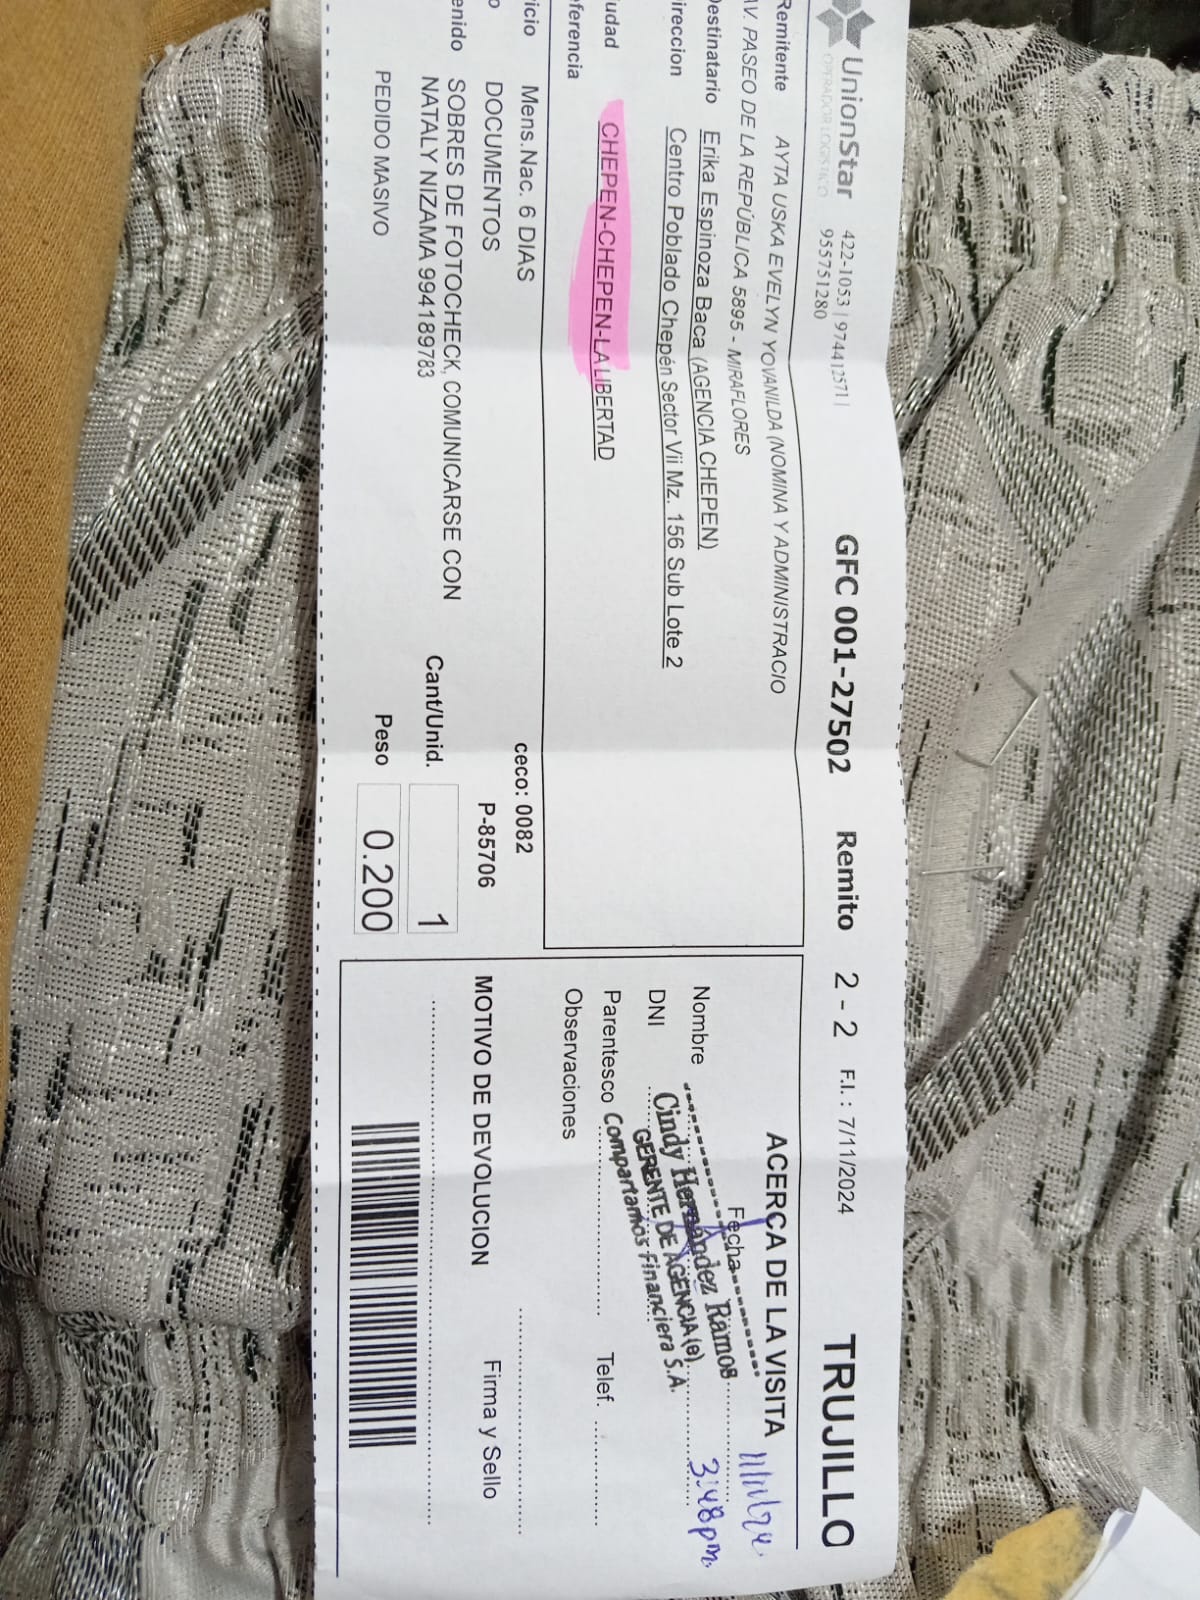 UnionStar
OPERADOR LOGISTICO
422-1053 | 974412571 |
955751280
GFC 001-27502 Remito 2 - 2 F.I. : 7/11/2024 TRUJILLO
Remitente AYTA USKA EVELYN YOVANILDA (NOMINA Y ADMINISTRACIO
AV. PASEO DE LA REPÚBLICA 5895 - MIRAFLORES
Destinatario Erika Espinoza Baca (AGENCIA CHEPEN)
ireccion Centro Poblado Chepén Sector Vii Mz. 156 Sub Lote 2
udad CHEPEN-CHEPEN-LA LIBERTAD
eferencia
icio Mens.Nac. 6 DIAS ceco: 0082
o DOCUMENTOS P-85706
enido SOBRES DE FOTOCHECK, COMUNICARSE CON
NATALY NIZAMA 994189783
Cant/Unid. 1
PEDIDO MASIVO Peso 0.200
ACERCA DE LA VISITA
Fecha 11/11/24
Nombre 3:48pm
DNI
Cindy Hernández Ramos
GERENTE DE AGENCIA(e)
Compartamos Financiera S.A.
Parentesco Telef.
Observaciones
MOTIVO DE DEVOLUCION Firma y Sello